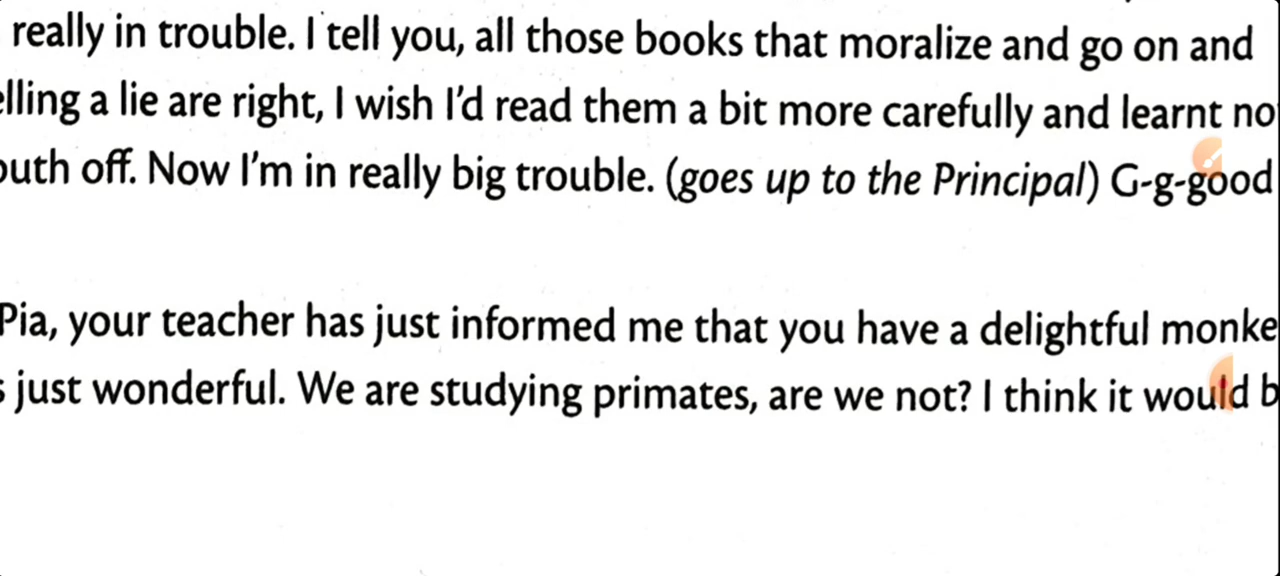 really in trouble. I tell you, all those books that moralize and go on and
lling a lie are right, I wish I'd read them a bit more carefully and learnt no
outh off. Now I'm in really big trouble. (goes up to the Principal) G-g-good
Pia, your teacher has just informed me that you have a delightful monke
s just wonderful. We are studying primates, are we not? I think it would b